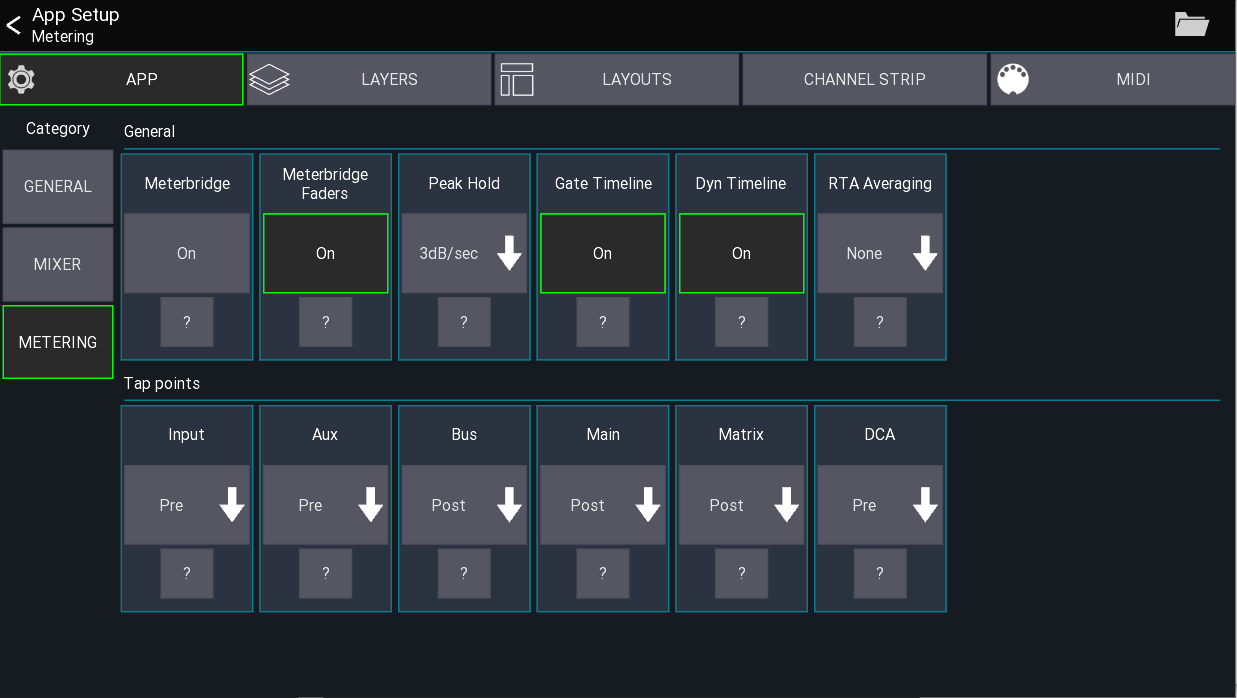 App Setup
Metering
APP
LAYERS
LAYOUTS
CHANNEL STRIP
MIDI
Category
GENERAL
MIXER
METERING
General
Meterbridge
Meterbridge
Faders
Peak Hold
Gate Timeline
Dyn Timeline
RTA Averaging
On
On
3dB/sec
On
On
None
?
?
?
?
?
?
Tap points
Input
Aux
Bus
Main
Matrix
DCA
Pre
Pre
Post
Post
Post
Pre
?
?
?
?
?
?